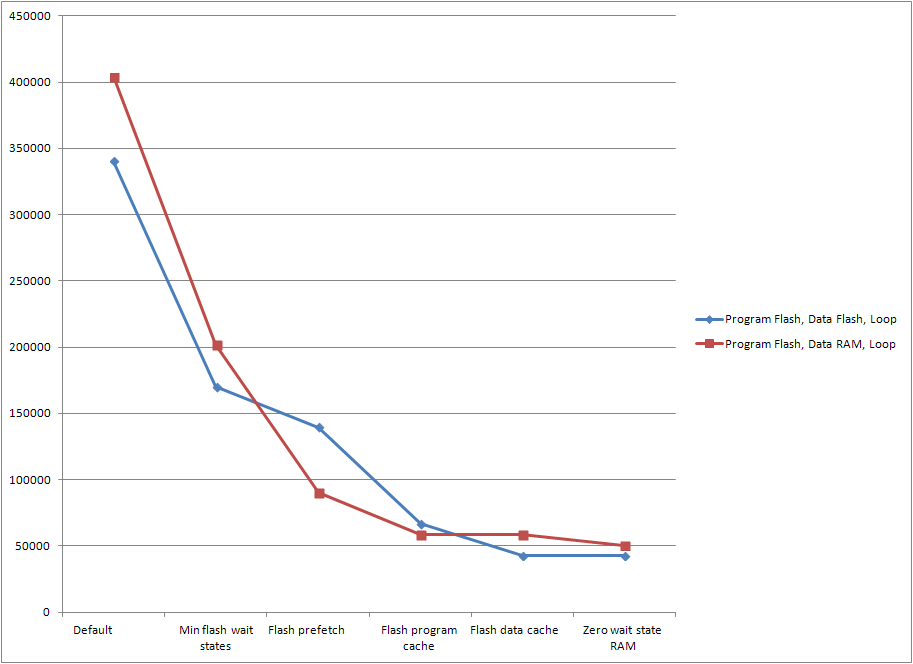 450000
400000
350000
300000
250000
200000
150000
100000
50000
0
Default
Min flash wait
states
Flash prefetch
Flash program
cache
Flash data cache
Zero wait state
RAM
Program Flash, Data Flash, Loop
Program Flash, Data RAM, Loop